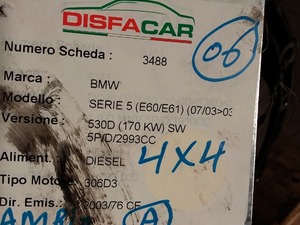 DISFACAR
Numero Scheda : 3488
06
Marca : BMW
Modello : SERIE 5 (E60/E61) (07/03>03
Versione : 530D (170 KW) SW
5P/D/2993CC
Aliment. DIESEL
4X4
Tipo Moto 306D3
Dir. Emis.: 2003/76 CE
A